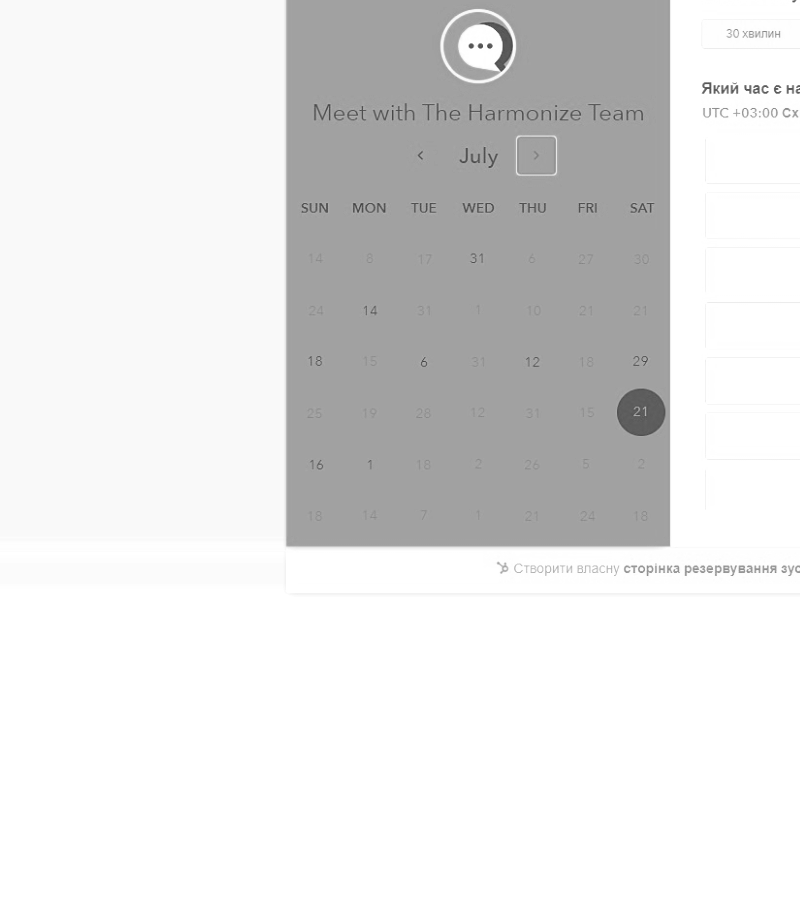 30 хвилин
Meet with The Harmonize Team
July
Який час є
UTC +03:00
SUN MON TUE WED THU FRI SAT
14 8 17 31 6 27 30
24 14 31 1 10 21 21
18 15 6 31 12 18 29
25 19 28 12 31 15 21
16 1 18 2 26 5 2
18 14 7 1 21 24 18
Створити власну сторінка резервування